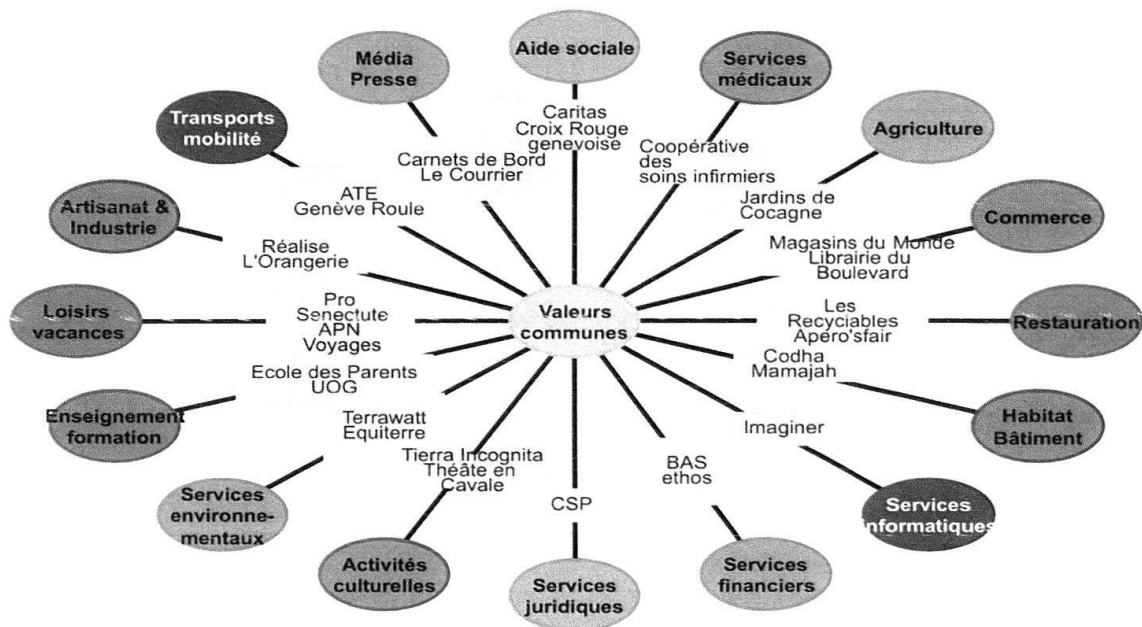 Aide sociale
Caritas
Croix Rouge
genevoise
Services
médicaux
Coopérative
des
soins infirmiers
Agriculture
Jardins de
Cocagne
Commerce
Magasins du Monde
Librairie du
Boulevard
Restauration
Les
Recyclables
Apéro'sfair
Habitat
Bâtiment
Codha
Mamajah
Services
informatiques
Imaginer
Services
financiers
BAS
ethos
Services
juridiques
CSP
Activités
culturelles
Tierra Incognita
Théâte en
Cavale
Services
environne-
mentaux
Terrawatt
Equiterre
Enseignement
formation
Ecole des Parents
UOG
Loisirs
vacances
Pro
Senectute
APN
Voyages
Artisanat &
Industrie
Réalise
L'Orangerie
Transports
mobilité
ATE
Genève Roule
Média
Presse
Carnets de Bord
Le Courrier
Valeurs
communes